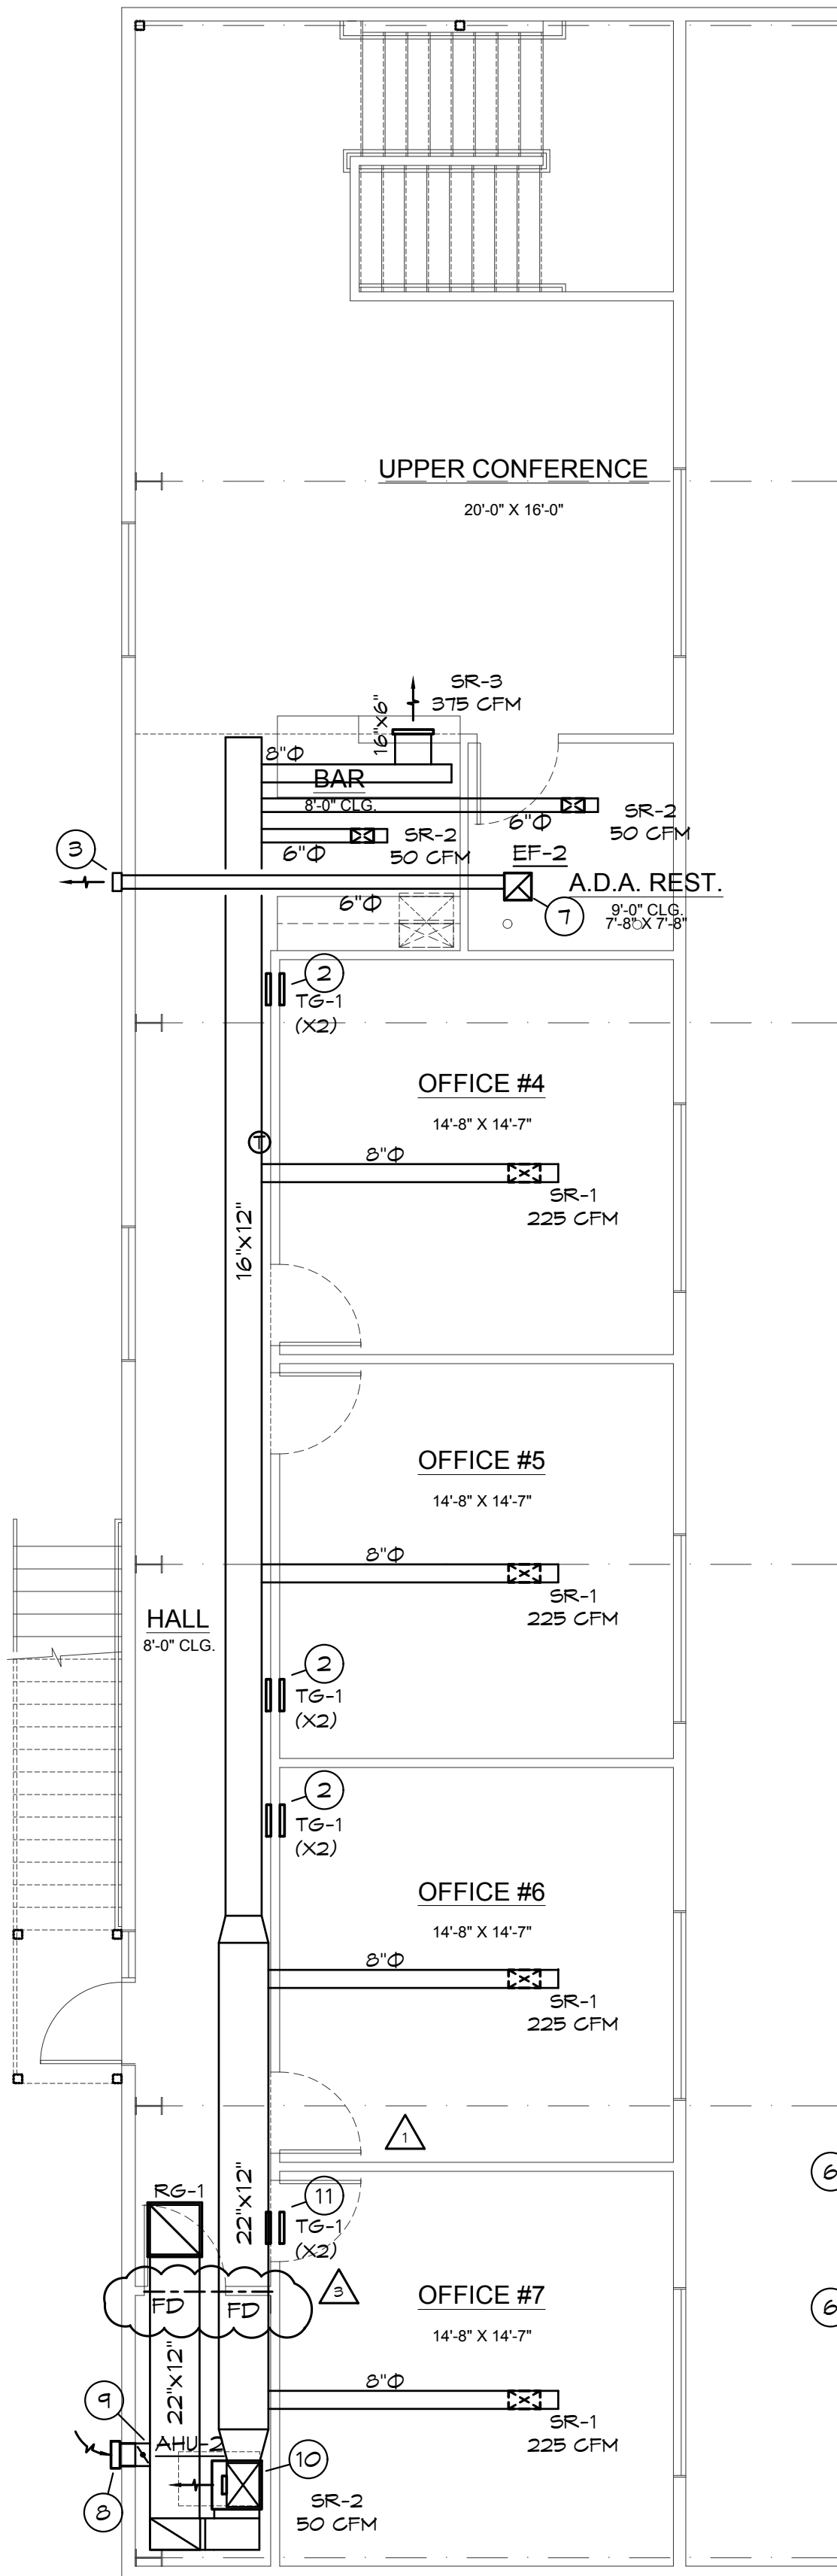 UPPER CONFERENCE
20'-0" X 16'-0"
SR-3
375 CFM
16"x6"
8"Φ
BAR
8'-0" CLG.
SR-2
50 CFM
6"Φ
SR-2
50 CFM
6"Φ
3
EF-2
A.D.A. REST.
9'-0" CLG.
7'-8" X 7'-8"
6"Φ
7
2
TG-1
(X2)
OFFICE #4
14'-8" X 14'-7"
T
8"Φ
SR-1
225 CFM
16"x12"
OFFICE #5
14'-8" X 14'-7"
8"Φ
SR-1
225 CFM
HALL
8'-0" CLG.
2
TG-1
(X2)
2
TG-1
(X2)
OFFICE #6
14'-8" X 14'-7"
8"Φ
SR-1
225 CFM
1
6
RG-1
22"x12"
11
TG-1
(X2)
3
FD
FD
OFFICE #7
14'-8" X 14'-7"
6
22"x12"
8"Φ
SR-1
225 CFM
9
AHU-2
10
8
SR-2
50 CFM